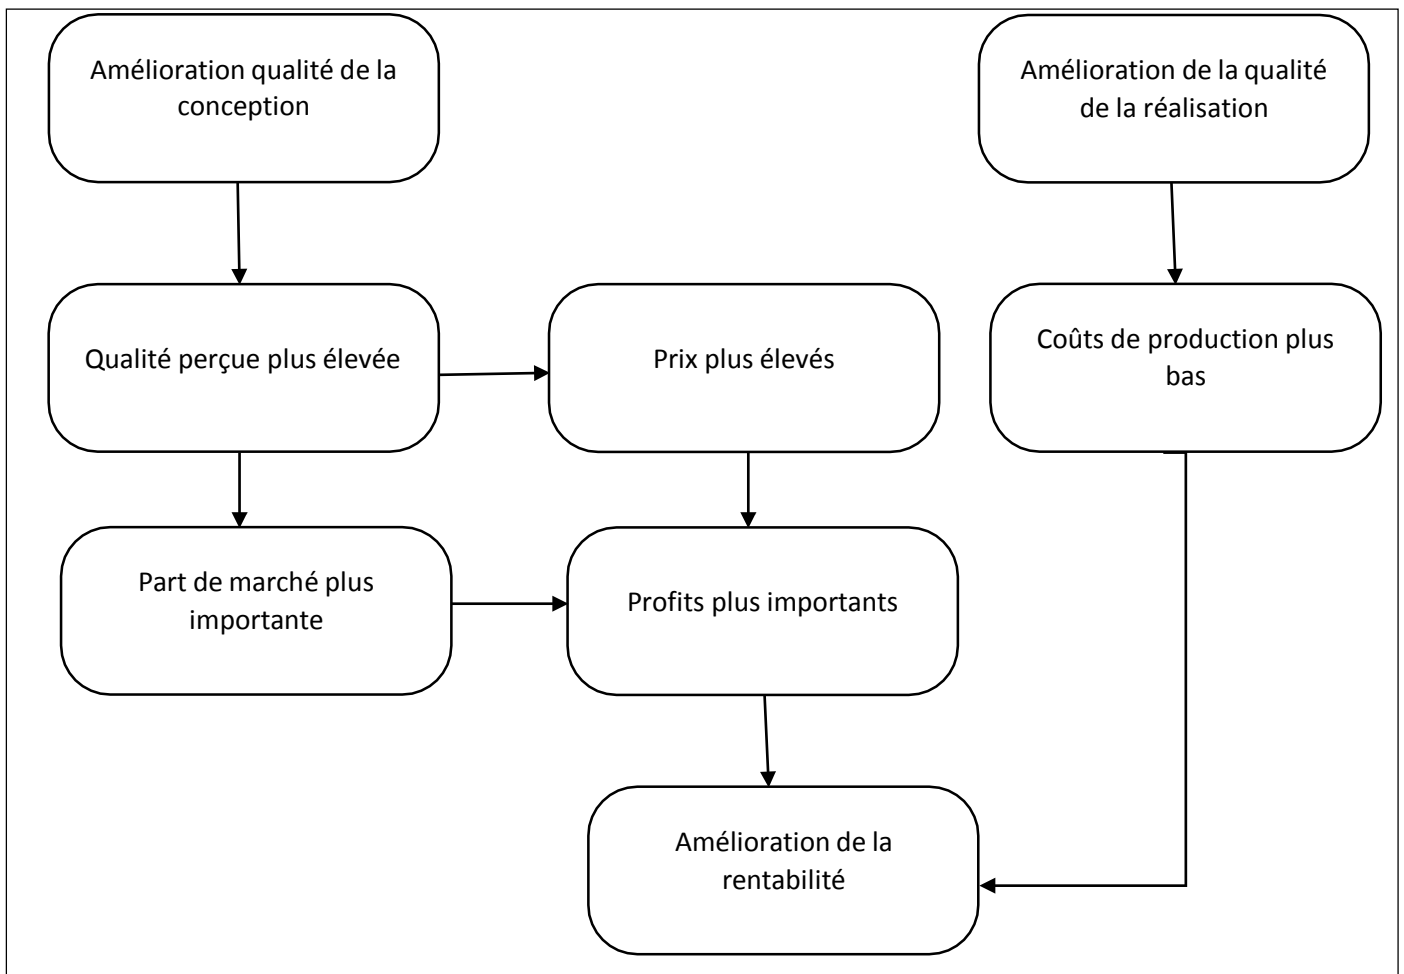 Amélioration qualité de la
conception
Amélioration de la qualité
de la réalisation
Qualité perçue plus élevée
Prix plus élevés
Coûts de production plus
bas
Part de marché plus
importante
Profits plus importants
Amélioration de la
rentabilité